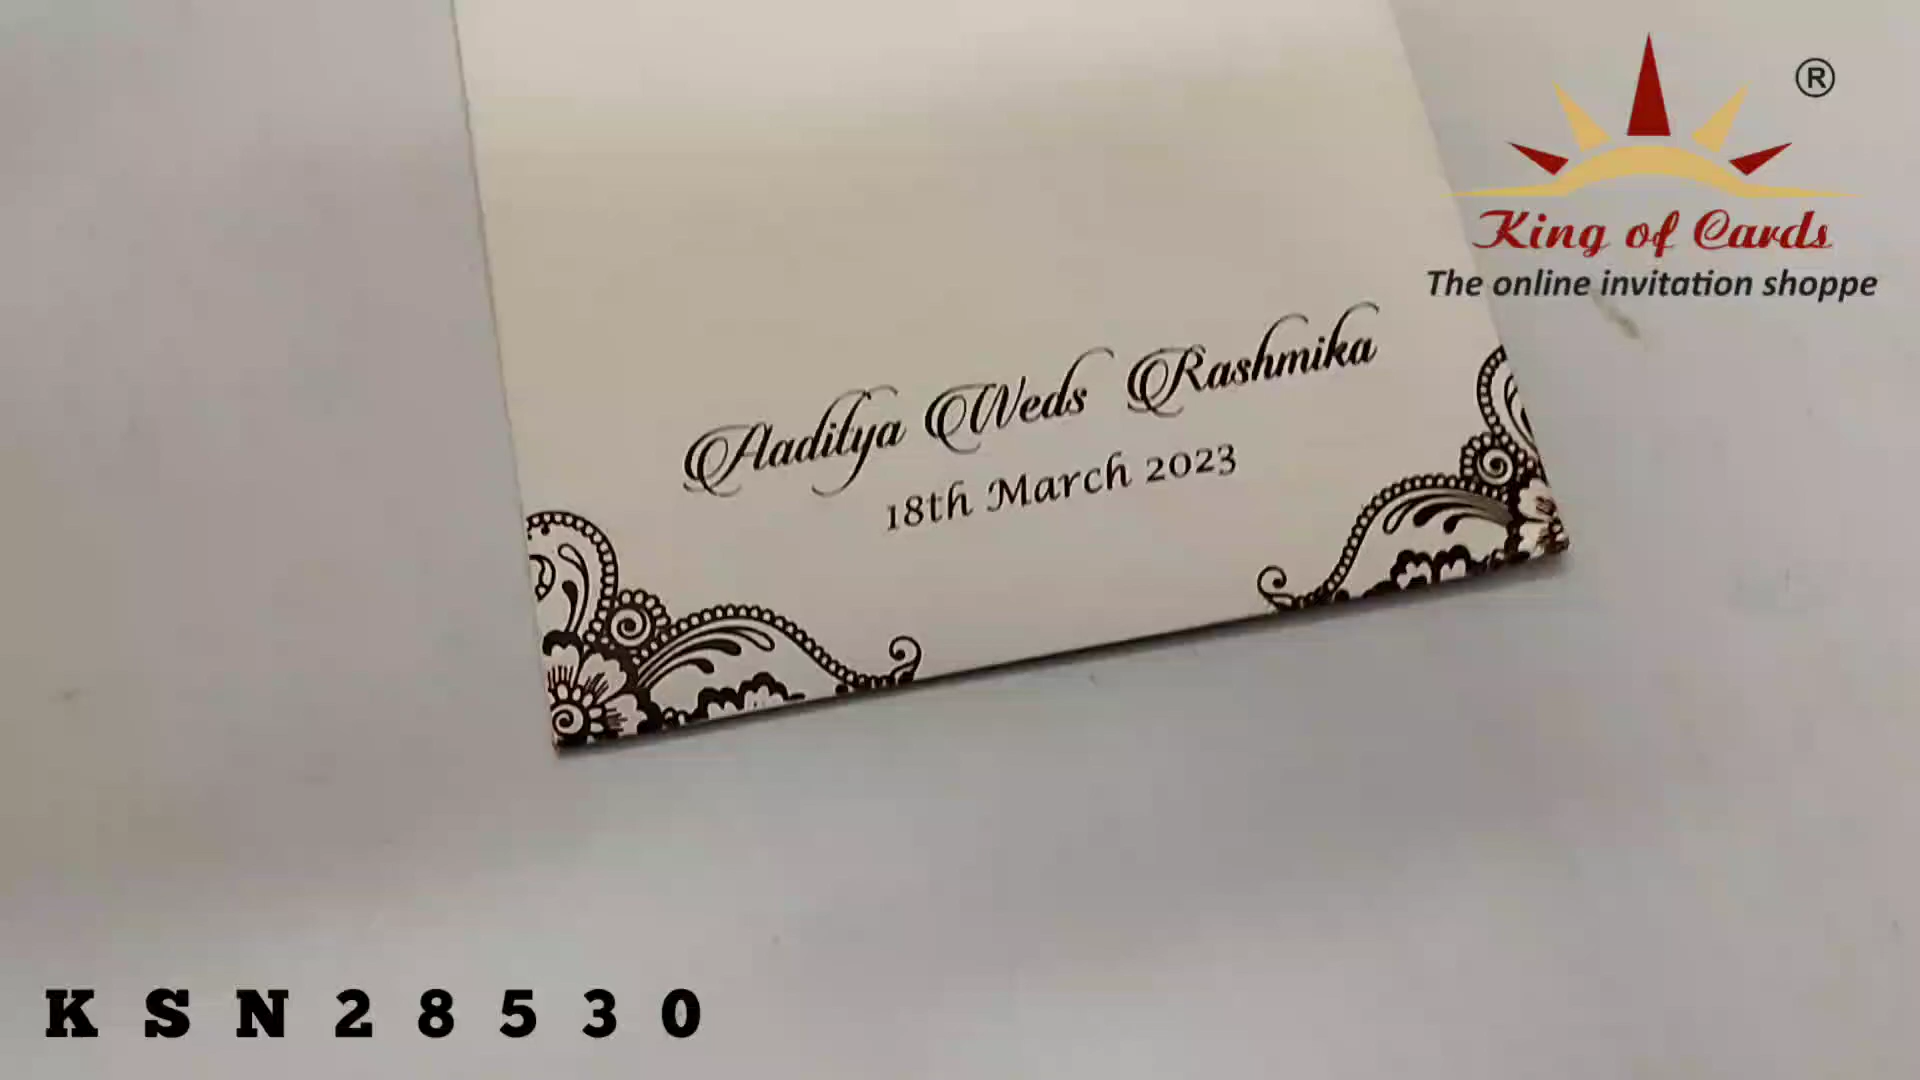 ®
King of Cards
The online invitation shoppe
Aaditya Weds Rashmika
18th March 2023
KSN28530